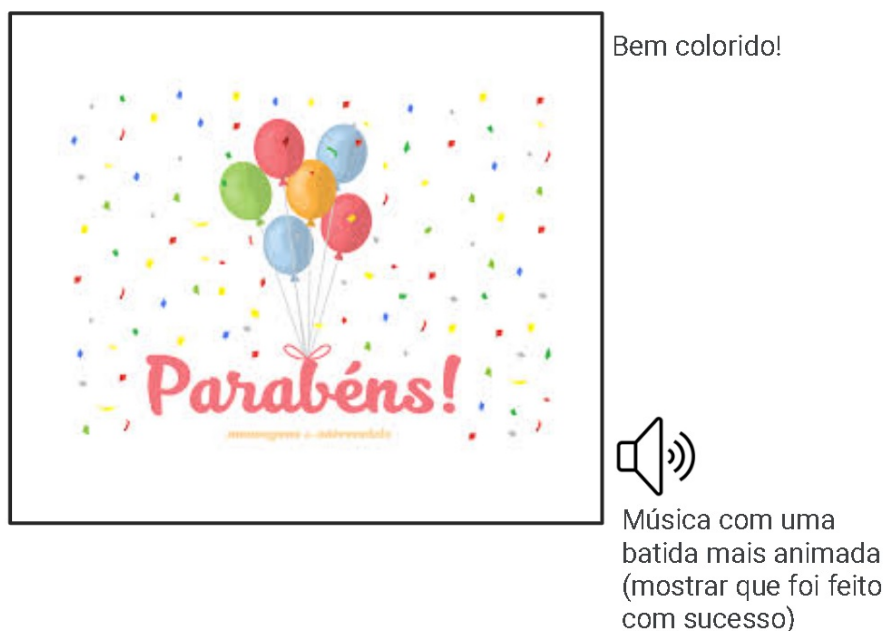 Bem colorido!
Parabéns!
Música com uma
batida mais animada
(mostrar que foi feito
com sucesso)